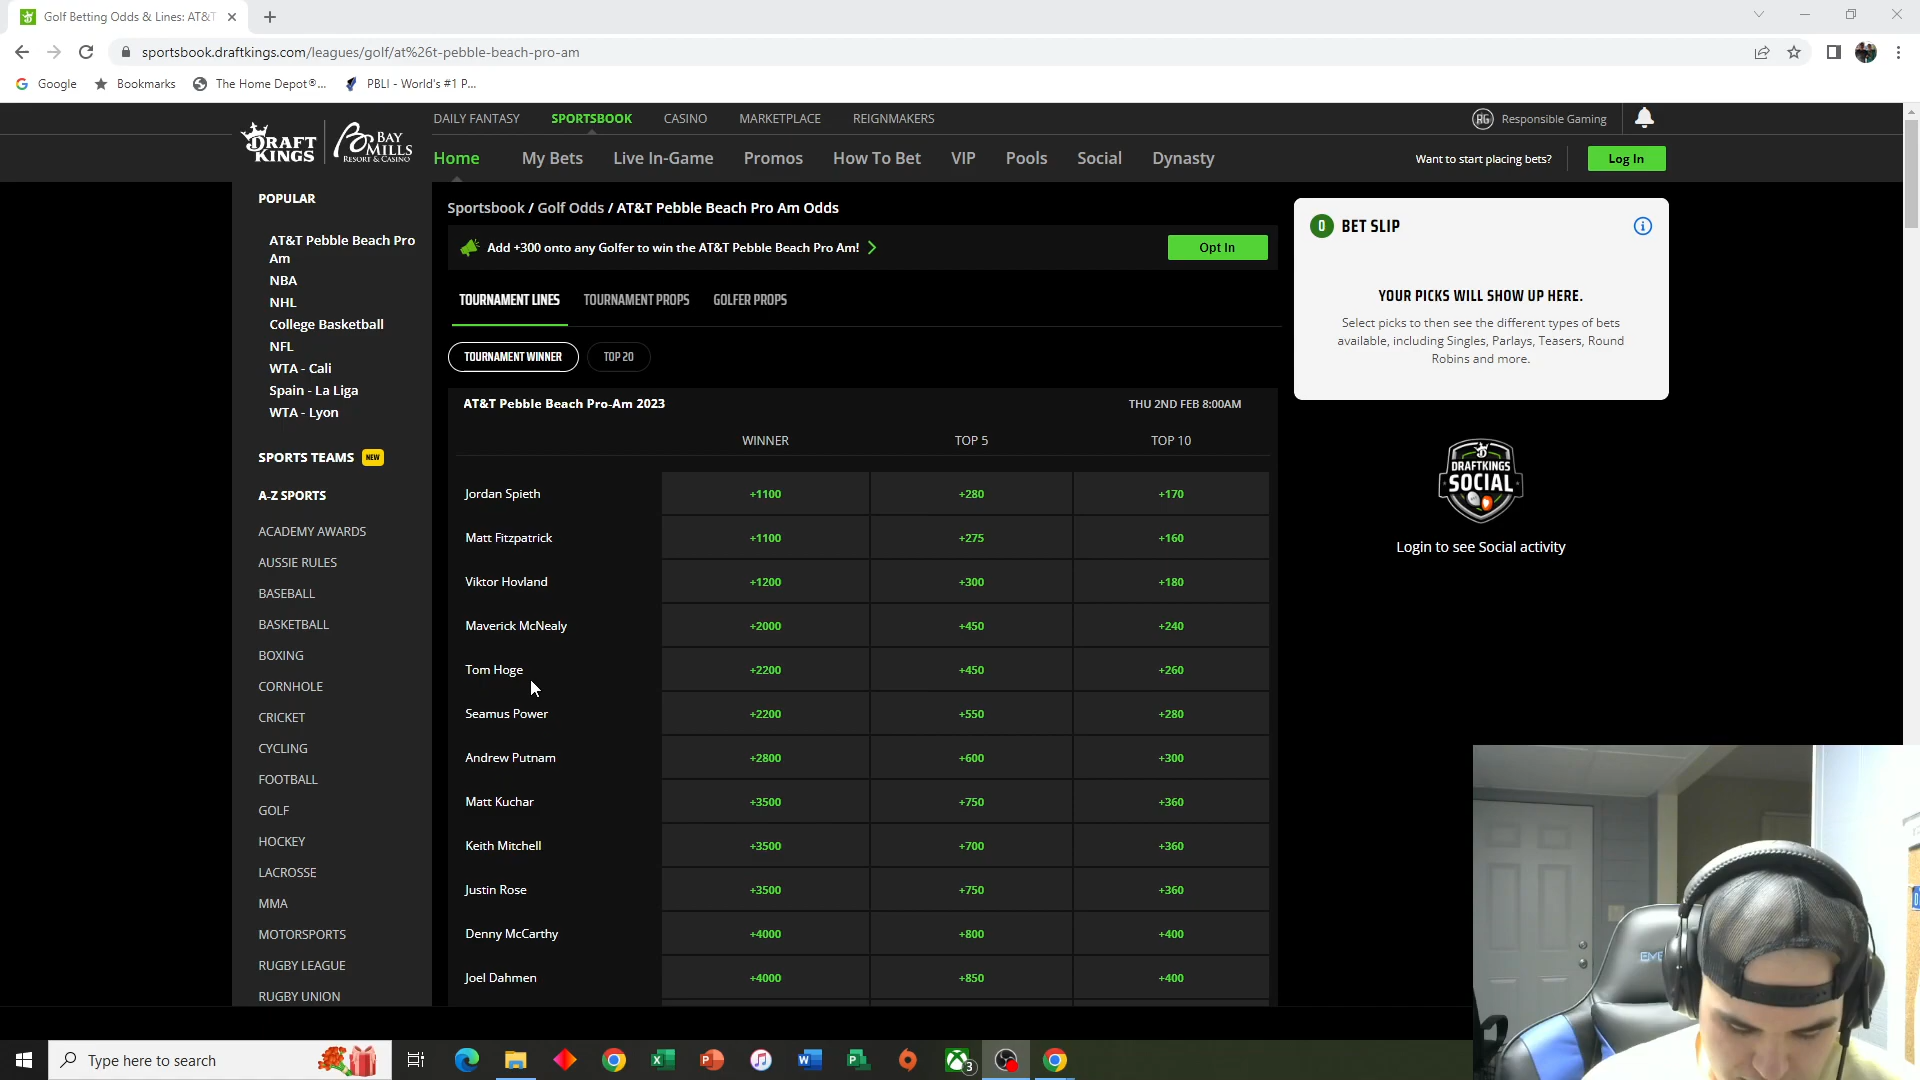 Golf Betting Odds & Lines: AT&T
sportsbook.draftkings.com/leagues/golf/at%26t-pebble-beach-pro-am
Google
Bookmarks
The Home Depot®...
PBLI - World's #1 P...
DRAFT
KINGS
BAY
MILLS
RESORT & CASINO
DAILY FANTASY
SPORTSBOOK
CASINO
MARKETPLACE
REIGNMAKERS
RG
Responsible Gaming
Home
My Bets
Live In-Game
Promos
How To Bet
VIP
Pools
Social
Dynasty
Want to start placing bets?
Log In
POPULAR
AT&T Pebble Beach Pro
Am
NBA
NHL
College Basketball
NFL
WTA - Cali
Spain - La Liga
WTA - Lyon
SPORTS TEAMS NEW
A-Z SPORTS
ACADEMY AWARDS
AUSSIE RULES
BASEBALL
BASKETBALL
BOXING
CORNHOLE
CRICKET
CYCLING
FOOTBALL
GOLF
HOCKEY
LACROSSE
MMA
MOTORSPORTS
RUGBY LEAGUE
RUGBY UNION
Sportsbook / Golf Odds / AT&T Pebble Beach Pro Am Odds
Add +300 onto any Golfer to win the AT&T Pebble Beach Pro Am!
Opt In
TOURNAMENT LINES
TOURNAMENT PROPS
GOLFER PROPS
TOURNAMENT WINNER
TOP 20
AT&T Pebble Beach Pro-Am 2023
THU 2ND FEB 8:00AM
WINNER TOP 5 TOP 10
Jordan Spieth +1100 +280 +170
Matt Fitzpatrick +1100 +275 +160
Viktor Hovland +1200 +300 +180
Maverick McNealy +2000 +450 +240
Tom Hoge +2200 +450 +260
Seamus Power +2200 +550 +280
Andrew Putnam +2800 +600 +300
Matt Kuchar +3500 +750 +360
Keith Mitchell +3500 +700 +360
Justin Rose +3500 +750 +360
Denny McCarthy +4000 +800 +400
Joel Dahmen +4000 +850 +400
0 BET SLIP
YOUR PICKS WILL SHOW UP HERE.
Select picks to then see the different types of bets
available, including Singles, Parlays, Teasers, Round
Robins and more.
DRAFTKINGS
SOCIAL
Login to see Social activity
Type here to search
3